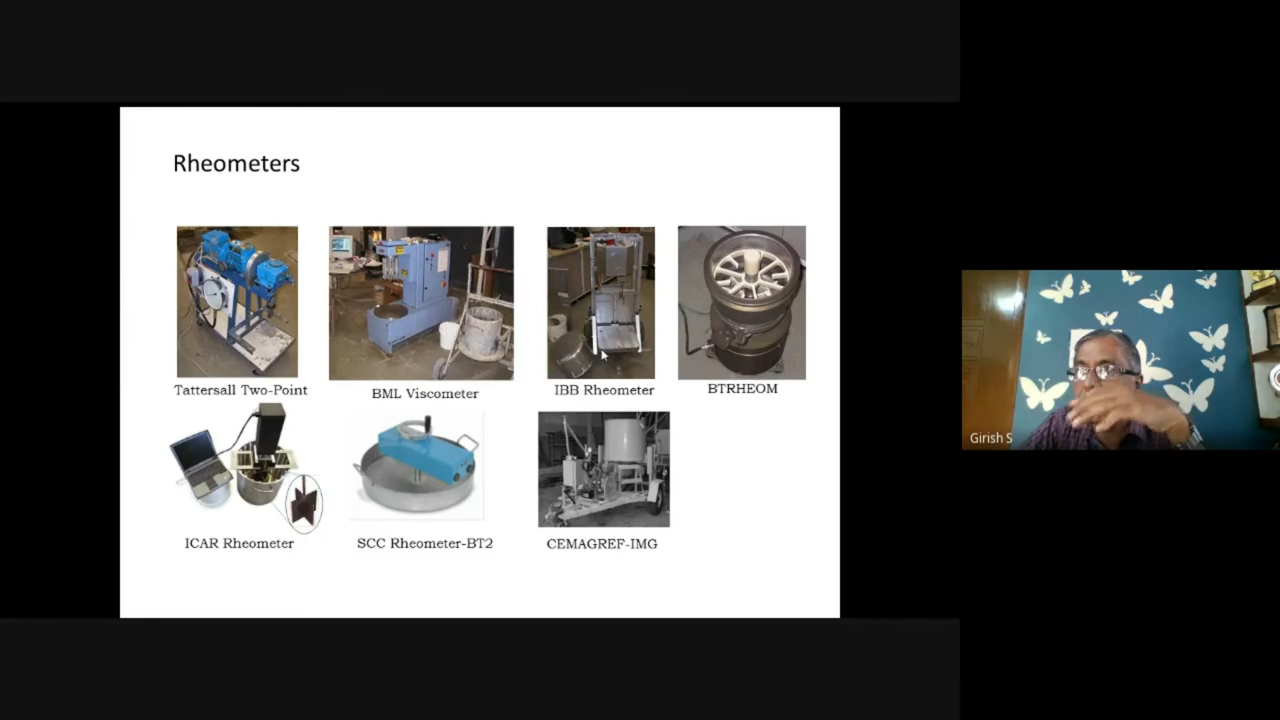 Rheometers
Tattersall Two-Point
BML Viscometer
IBB Rheometer
BTRHEOM
ICAR Rheometer
SCC Rheometer-BT2
CEMAGREF-IMG
Girish S